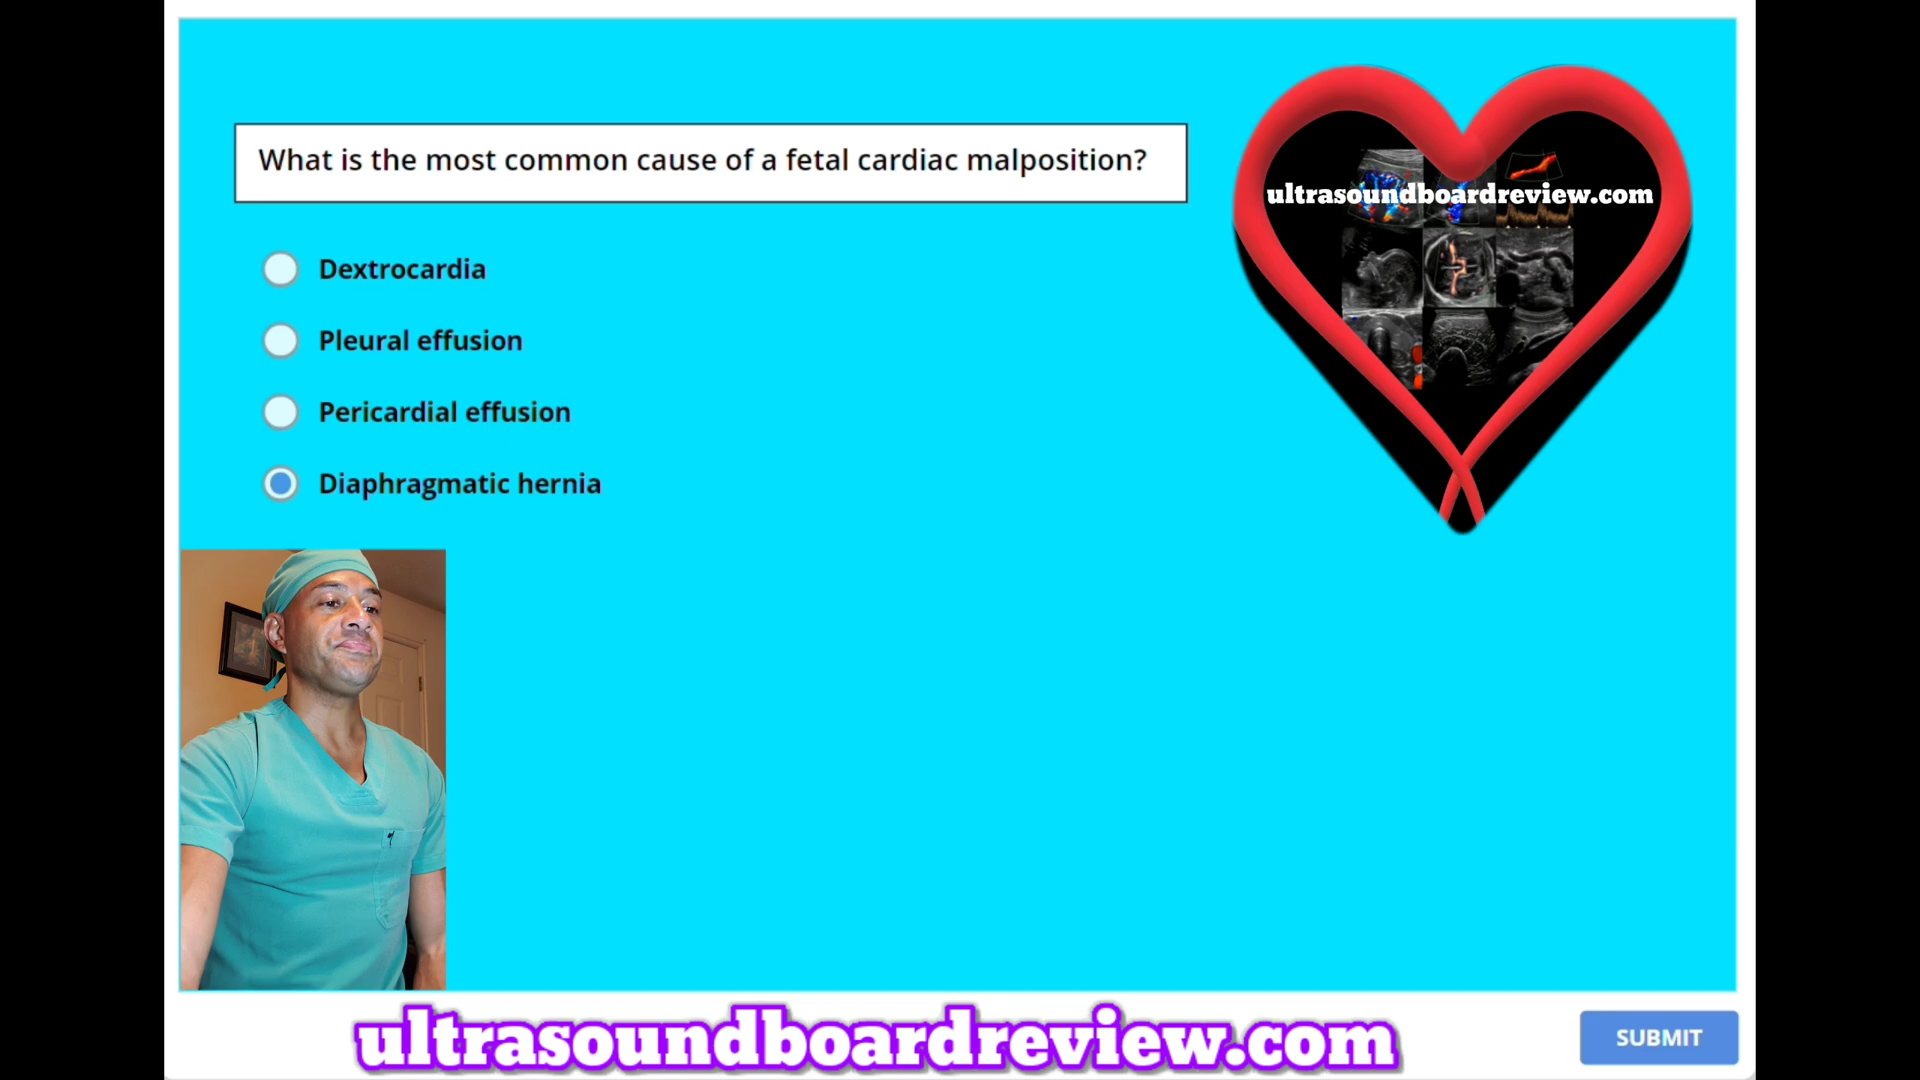 What is the most common cause of a fetal cardiac malposition?
ultrasoundboardreview.com
Dextrocardia
Pleural effusion
Pericardial effusion
Diaphragmatic hernia
ultrasoundboardreview.com
SUBMIT